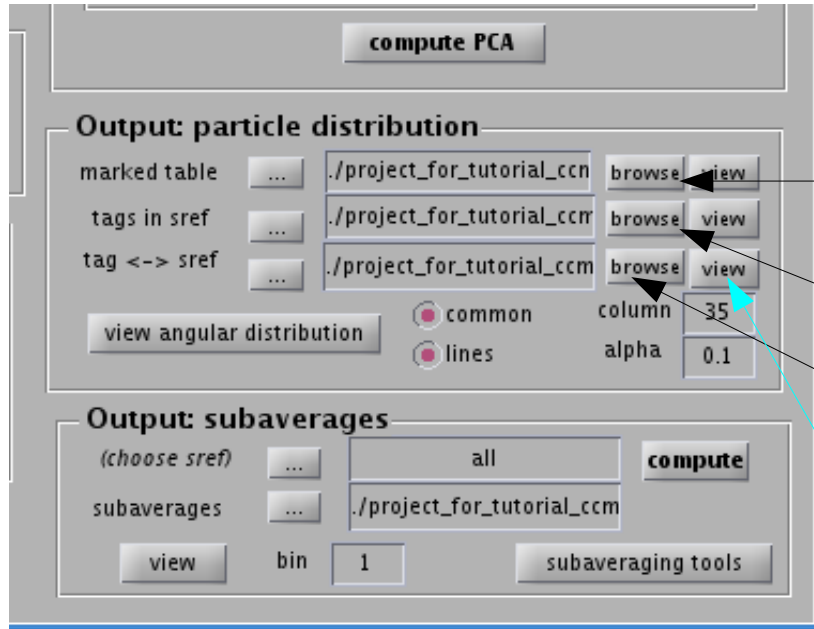 compute PCA
Output: particle distribution
marked table ... ./project_for_tutorial_ccn browse view
tags in sref ... ./project_for_tutorial_ccm browse view
tag <-> sref ... ./project_for_tutorial_ccm browse view
view angular distribution common column 35
lines alpha 0.1
Output: subaverages
(choose sref) ... all compute
subaverages ... ./project_for_tutorial_ccm
view bin 1 subaveraging tools